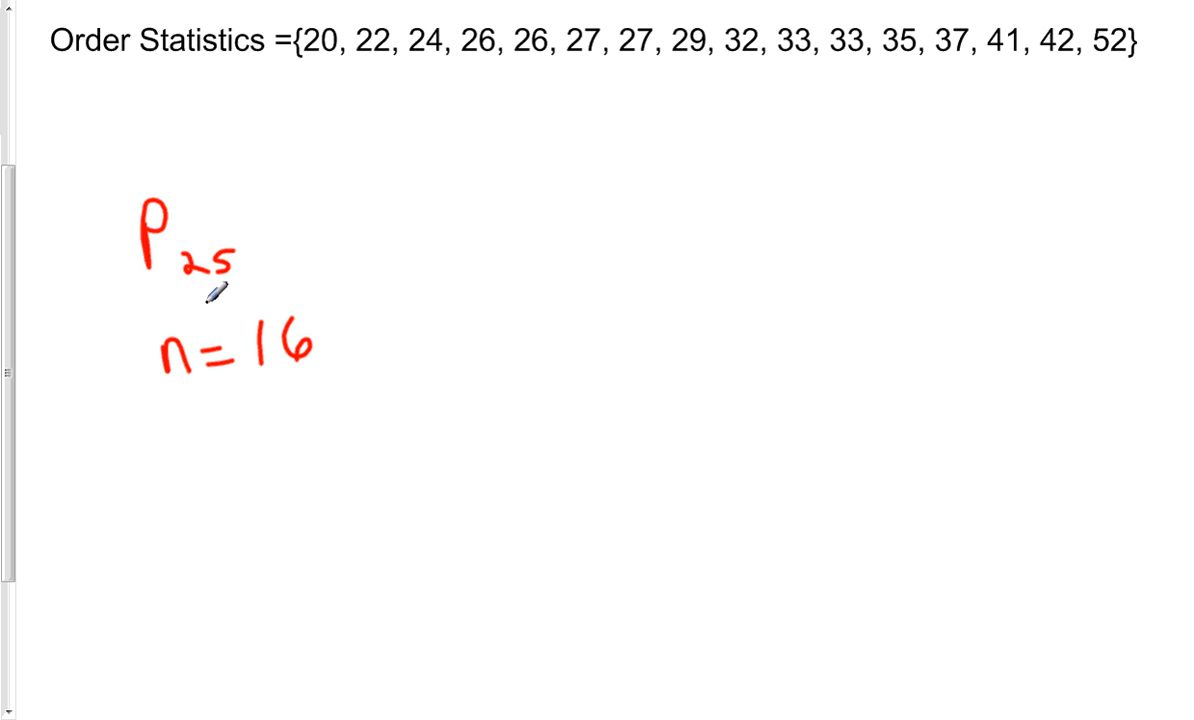 Order Statistics ={20, 22, 24, 26, 26, 27, 27, 29, 32, 33, 33, 35, 37, 41, 42, 52}
P25
n=16